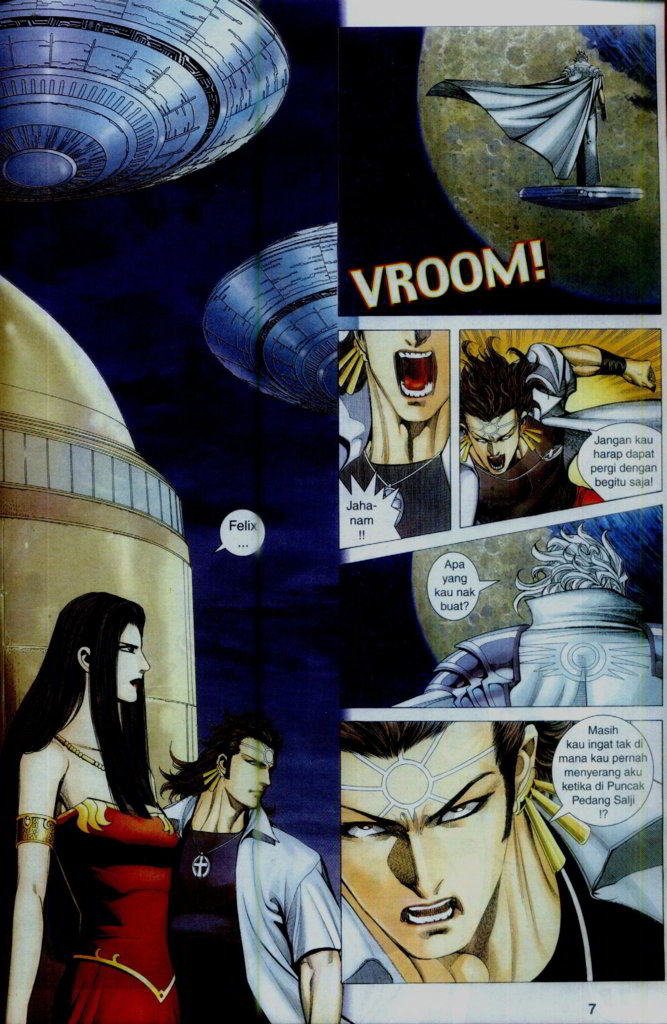 Felix
...
VROOM!
Jaha-
nam
!!
Jangan kau
harap dapat
pergi dengan
begitu saja!
Apa
yang
kau nak
buat?
Masih
kau ingat tak di
mana kau pernah
menyerang aku
ketika di Puncak
Pedang Salji
!?
7